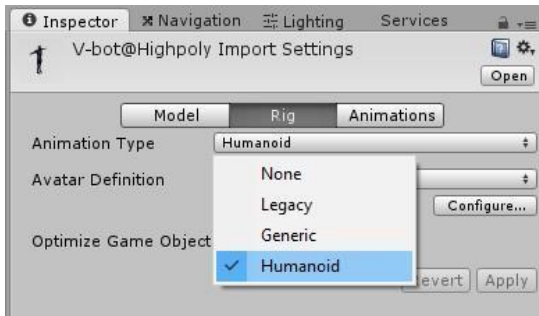 Inspector Navigation Lighting Services
V-bot@Highpoly Import Settings
Open
Model Rig Animations
Animation Type Humanoid
None
Avatar Definition
Legacy
Configure...
Generic
Optimize Game Object
Humanoid
evert Apply